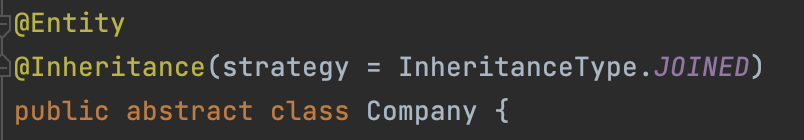 @Entity
@Inheritance(strategy = InheritanceType.JOINED)
public abstract class Company {